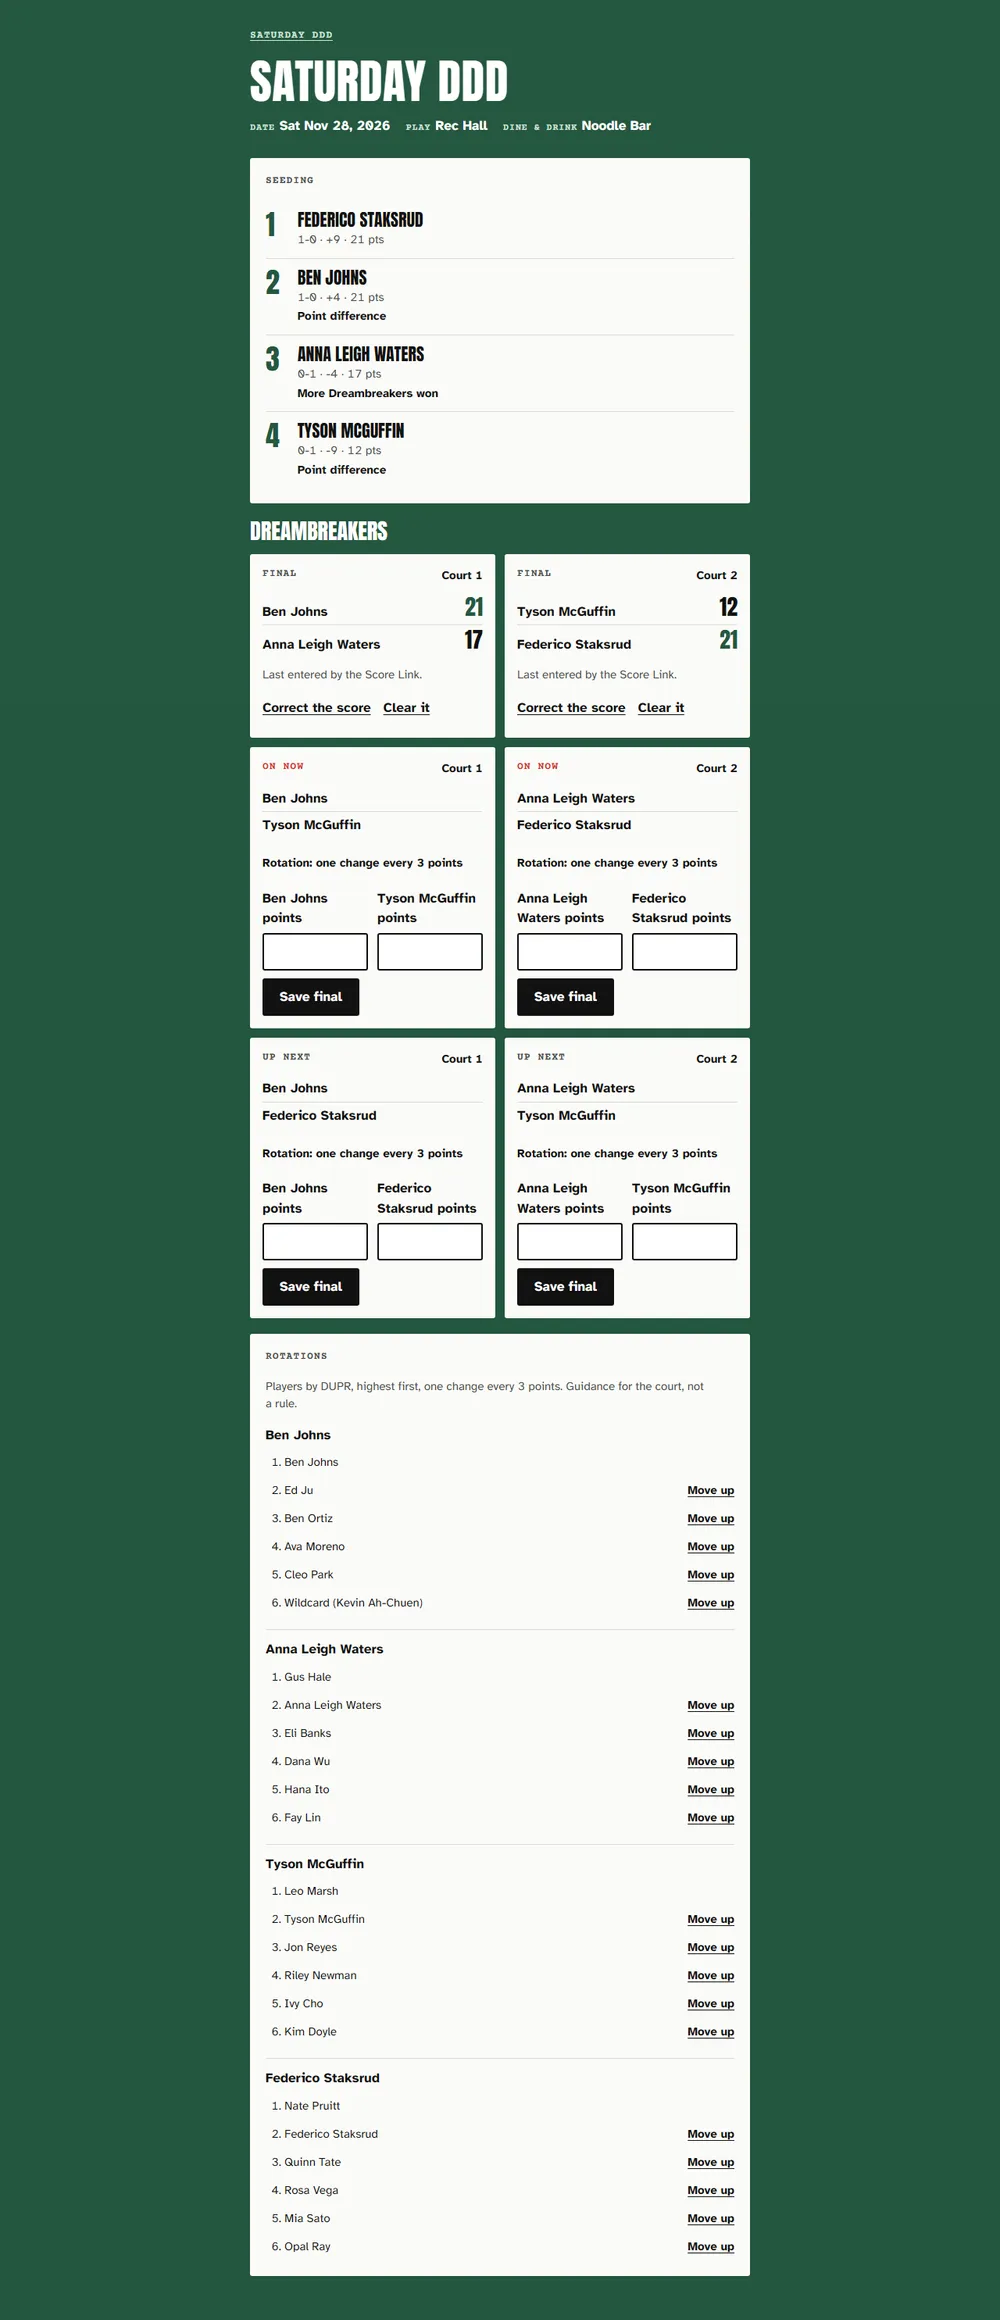 SATURDAY DDD
SATURDAY DDD
DATE Sat Nov 28, 2026 PLAY Rec Hall DINE & DRINK Noodle Bar
SEEDING
1 FEDERICO STAKSRUD
1-0 · +9 · 21 pts
2 BEN JOHNS
1-0 · +4 · 21 pts
Point difference
3 ANNA LEIGH WATERS
0-1 · -4 · 17 pts
More Dreambreakers won
4 TYSON MCGUFFIN
0-1 · -9 · 12 pts
Point difference
DREAMBREAKERS
FINAL Court 1
Ben Johns 21
Anna Leigh Waters 17
Last entered by the Score Link.
Correct the score Clear it
FINAL Court 2
Tyson McGuffin 12
Federico Staksrud 21
Last entered by the Score Link.
Correct the score Clear it
ON NOW Court 1
Ben Johns
Tyson McGuffin
Rotation: one change every 3 points
Ben Johns points
Tyson McGuffin points
Save final
ON NOW Court 2
Anna Leigh Waters
Federico Staksrud
Rotation: one change every 3 points
Anna Leigh Waters points
Federico Staksrud points
Save final
UP NEXT Court 1
Ben Johns
Federico Staksrud
Rotation: one change every 3 points
Ben Johns points
Federico Staksrud points
Save final
UP NEXT Court 2
Anna Leigh Waters
Tyson McGuffin
Rotation: one change every 3 points
Anna Leigh Waters points
Tyson McGuffin points
Save final
ROTATIONS
Players by DUPR, highest first, one change every 3 points. Guidance for the court, not
a rule.
Ben Johns
1. Ben Johns
2. Ed Ju Move up
3. Ben Ortiz Move up
4. Ava Moreno Move up
5. Cleo Park Move up
6. Wildcard (Kevin Ah-Chuen) Move up
Anna Leigh Waters
1. Gus Hale
2. Anna Leigh Waters Move up
3. Eli Banks Move up
4. Dana Wu Move up
5. Hana Ito Move up
6. Fay Lin Move up
Tyson McGuffin
1. Leo Marsh
2. Tyson McGuffin Move up
3. Jon Reyes Move up
4. Riley Newman Move up
5. Ivy Cho Move up
6. Kim Doyle Move up
Federico Staksrud
1. Nate Pruitt
2. Federico Staksrud Move up
3. Quinn Tate Move up
4. Rosa Vega Move up
5. Mia Sato Move up
6. Opal Ray Move up